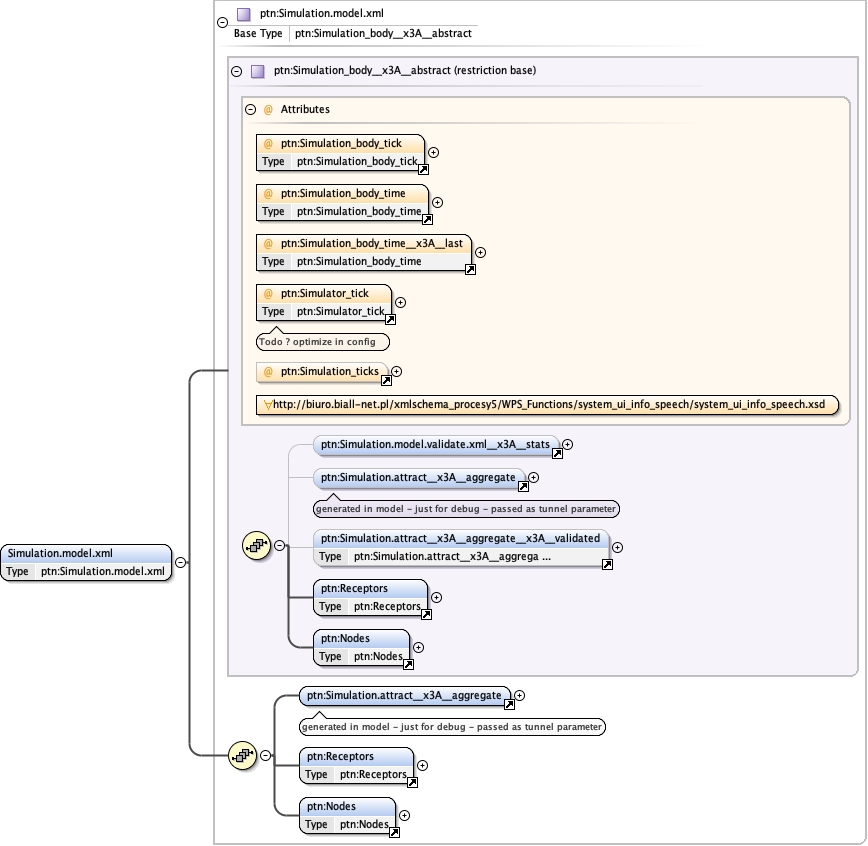 ptn:Simulation.model.xml
Base Type ptn:Simulation_body__x3A__abstract
ptn:Simulation_body__x3A__abstract (restriction base)
@ Attributes
@ ptn:Simulation_body_tick
Type ptn:Simulation_body_tick
@ ptn:Simulation_body_time
Type ptn:Simulation_body_time
@ ptn:Simulation_body_time__x3A__last
Type ptn:Simulation_body_time
@ ptn:Simulator_tick
Type ptn:Simulator_tick
Todo ? optimize in config
@ ptn:Simulation_ticks
∀http://biuro.biall-net.pl/xmlschema_procesy5/WPS_Functions/system_ui_info_speech/system_ui_info_speech.xsd
ptn:Simulation.model.validate.xml__x3A__stats
ptn:Simulation.attract__x3A__aggregate
generated in model - just for debug - passed as tunnel parameter
ptn:Simulation.attract__x3A__aggregate__x3A__validated
Type ptn:Simulation.attract__x3A__aggrega ...
ptn:Receptors
Type ptn:Receptors
ptn:Nodes
Type ptn:Nodes
Simulation.model.xml
Type ptn:Simulation.model.xml
ptn:Simulation.attract__x3A__aggregate
generated in model - just for debug - passed as tunnel parameter
ptn:Receptors
Type ptn:Receptors
ptn:Nodes
Type ptn:Nodes